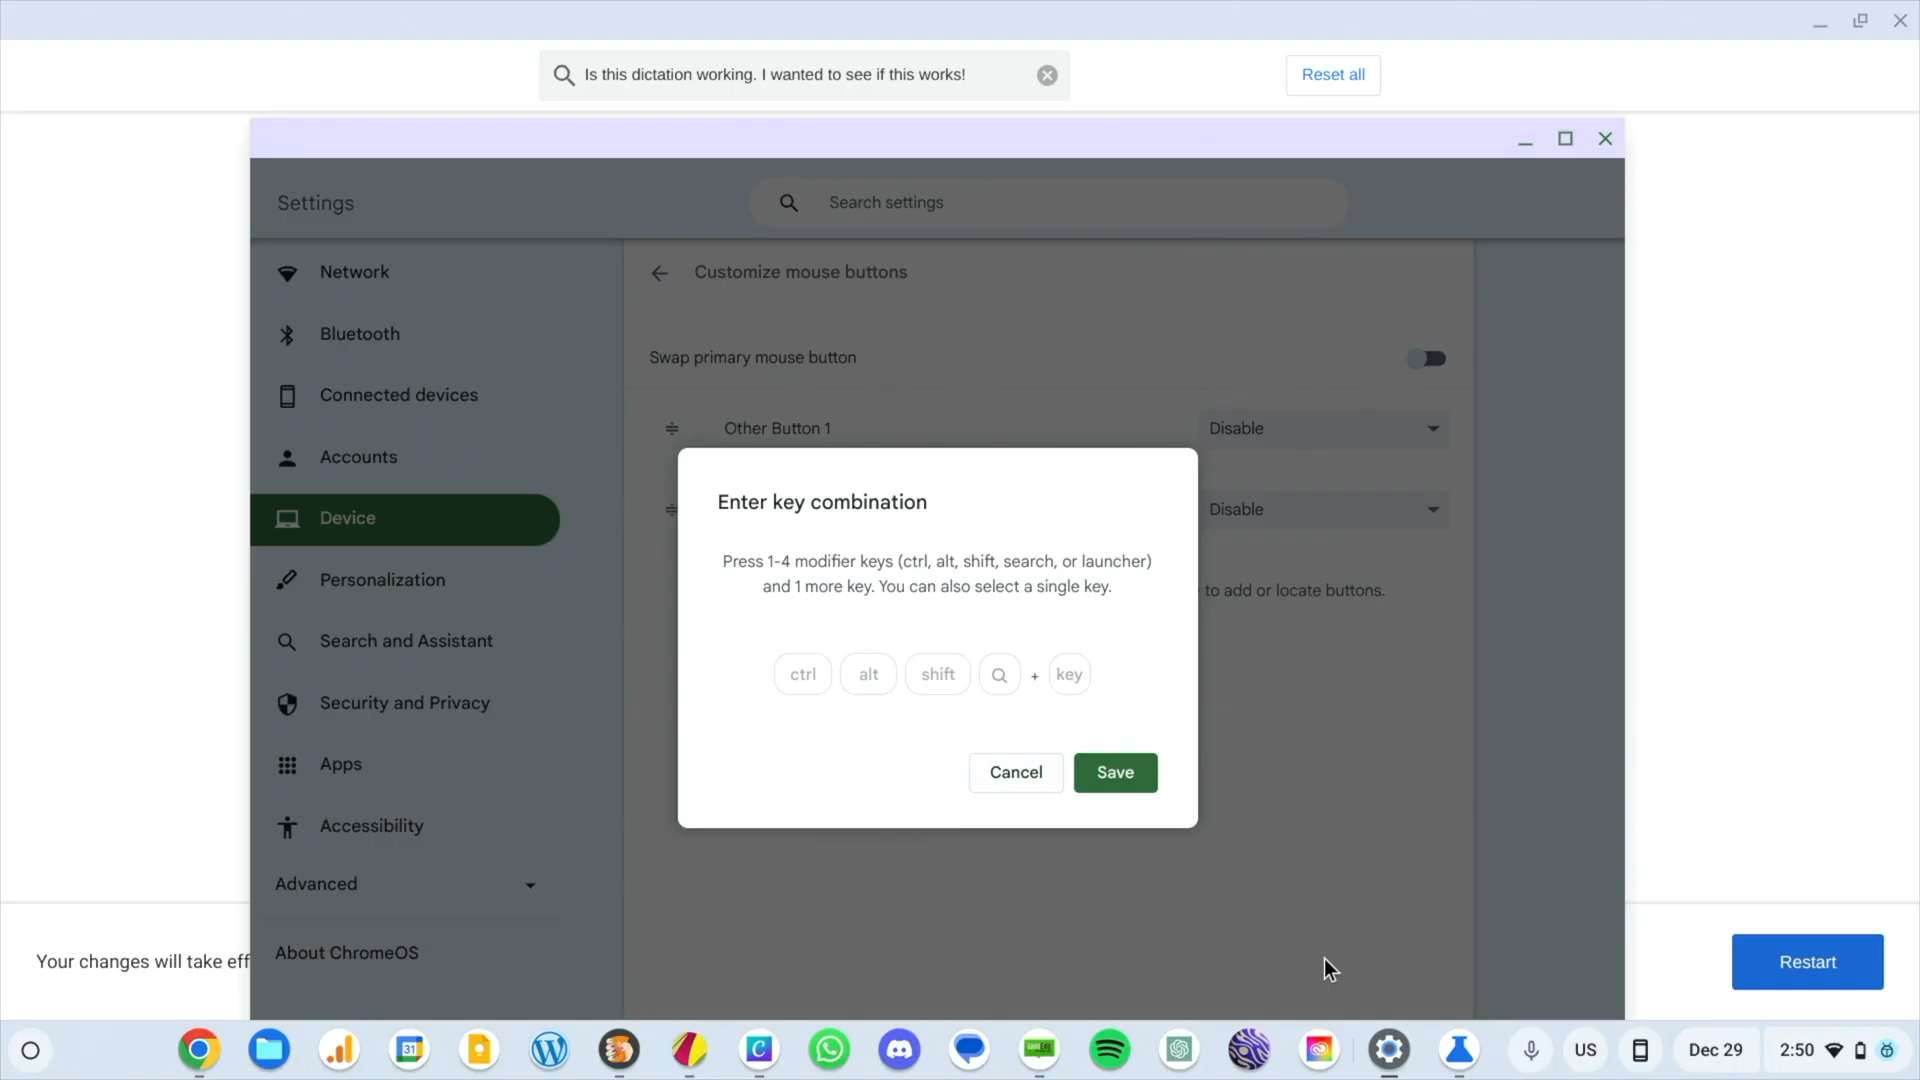 Is this dictation working. I wanted to see if this works!
Reset all
Settings
Search settings
Network
Bluetooth
Connected devices
Accounts
Device
Personalization
Search and Assistant
Security and Privacy
Apps
Accessibility
Advanced
About ChromeOS
Customize mouse buttons
Swap primary mouse button
Other Button 1
Disable
Disable
to add or locate buttons.
Enter key combination
Press 1-4 modifier keys (ctrl, alt, shift, search, or launcher)
and 1 more key. You can also select a single key.
ctrl alt shift + key
Cancel
Save
Your changes will take eff
Restart
31
US
Dec 29
2:50